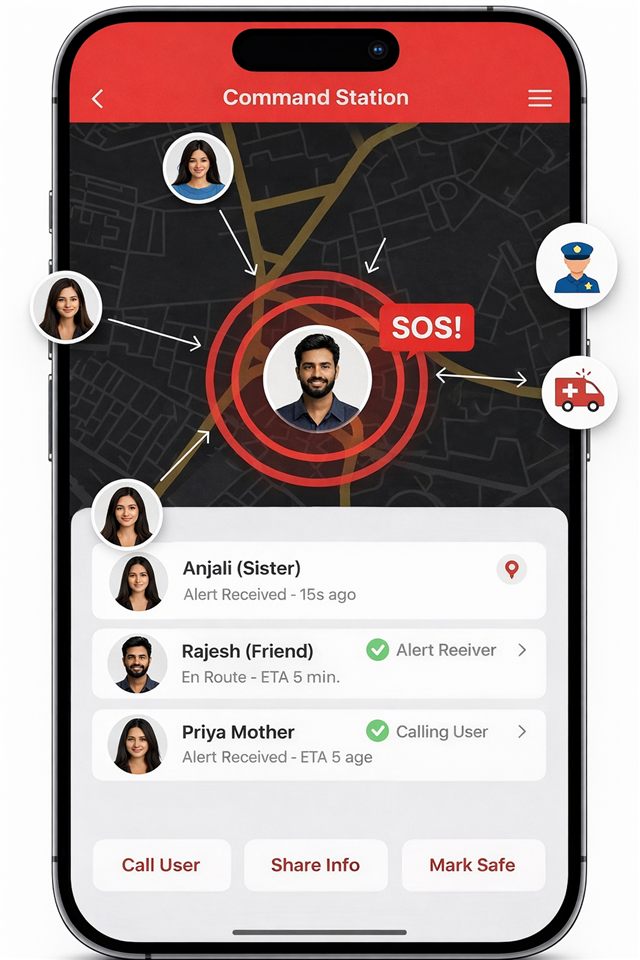 Command Station
SOS!
Anjali (Sister)
Alert Received - 15s ago
Rajesh (Friend)
Alert Reeiver
En Route - ETA 5 min.
Priya Mother
Calling User
Alert Received - ETA 5 age
Call User
Share Info
Mark Safe